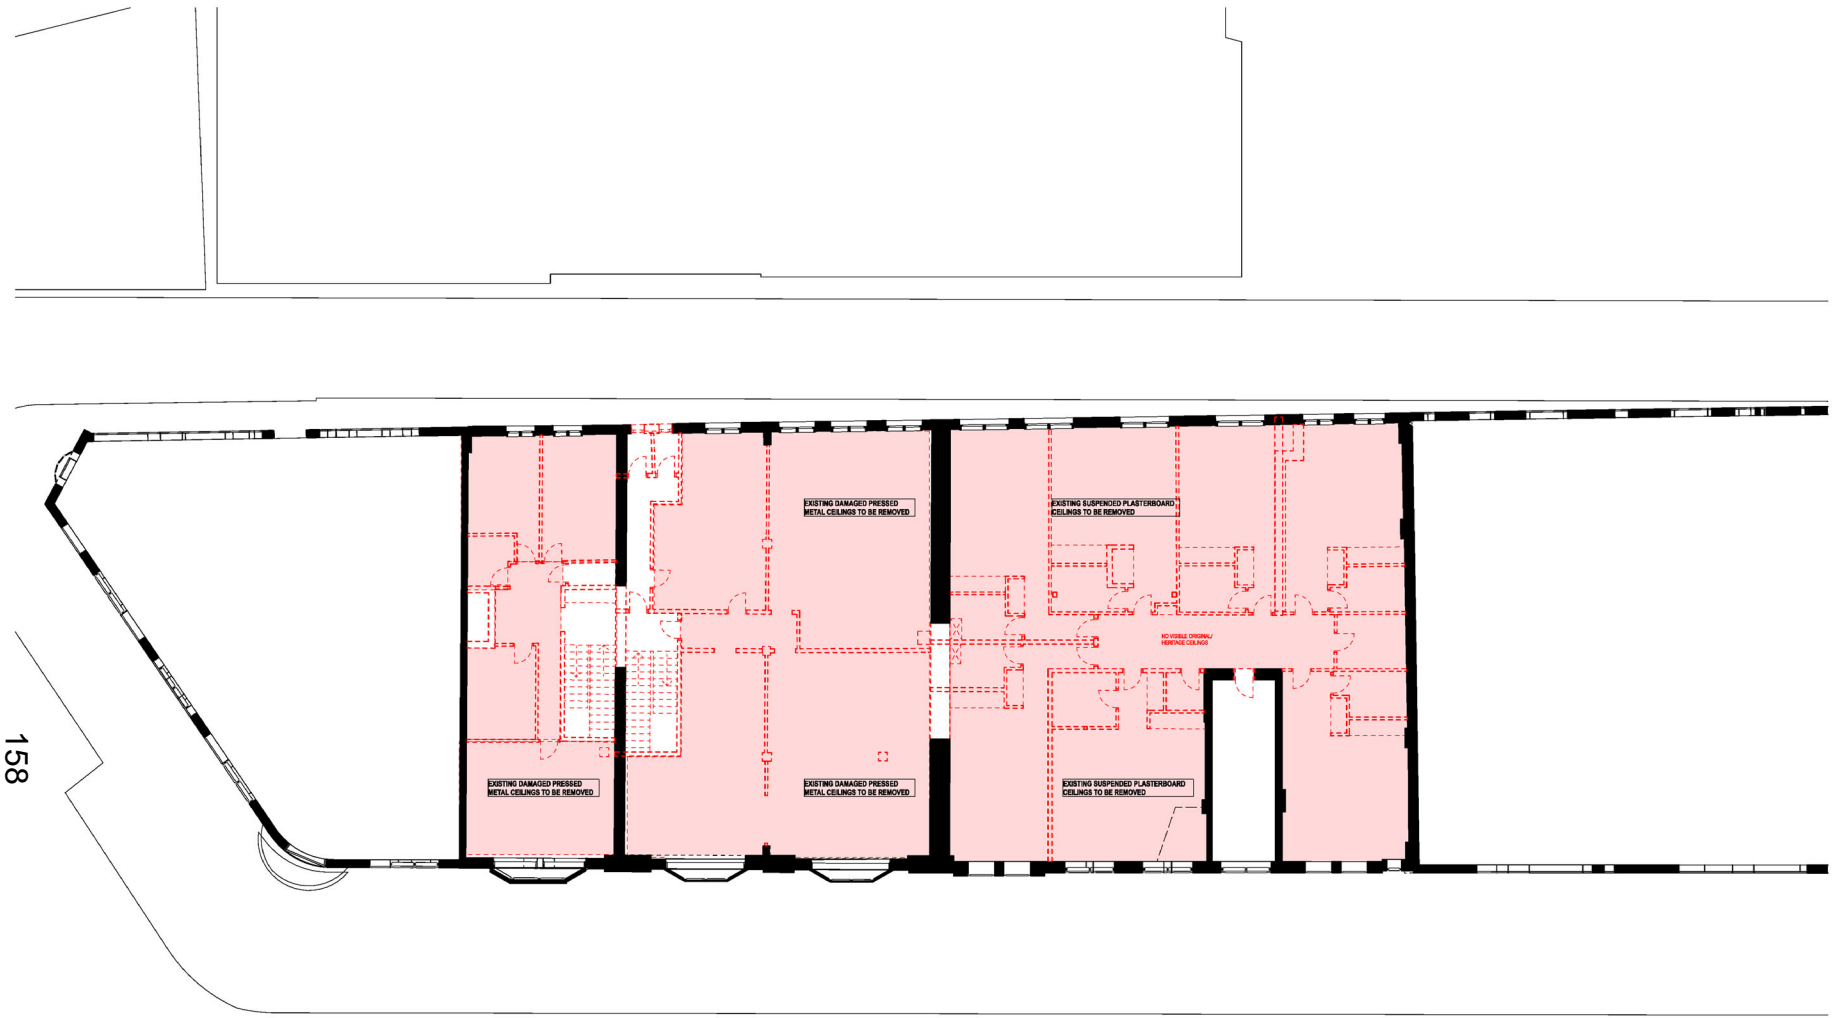 EXISTING DAMAGED PRESSED
METAL CEILINGS TO BE REMOVED
EXISTING SUSPENDED PLASTERBOARD
CEILINGS TO BE REMOVED
NO VISIBLE ORIGINAL/
HERITAGE CEILINGS
158
EXISTING DAMAGED PRESSED
METAL CEILINGS TO BE REMOVED
EXISTING DAMAGED PRESSED
METAL CEILINGS TO BE REMOVED
EXISTING SUSPENDED PLASTERBOARD
CEILINGS TO BE REMOVED